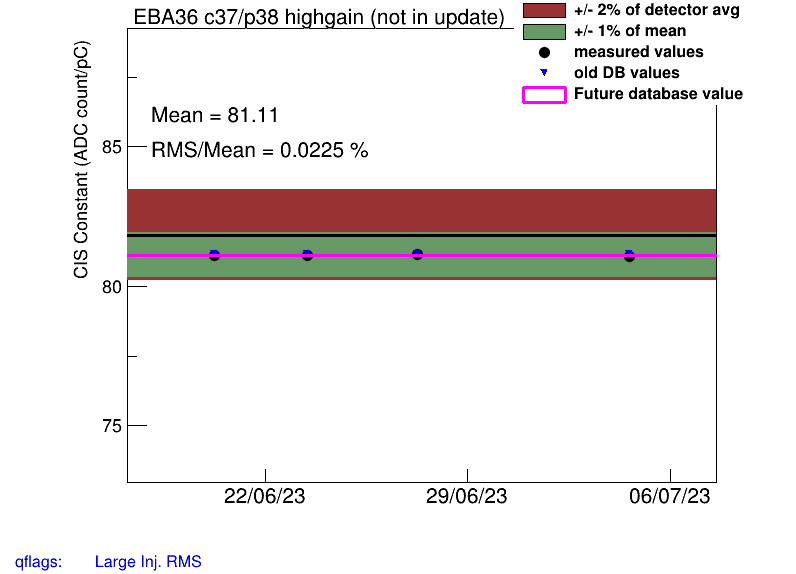 EBA36 c37/p38 highgain (not in update)
+/- 2% of detector avg
+/- 1% of mean
measured values
old DB values
Future database value
Mean = 81.11
RMS/Mean = 0.0225 %
CIS Constant (ADC count/pC)
85
80
75
22/06/23
29/06/23
06/07/23
qflags: Large Inj. RMS